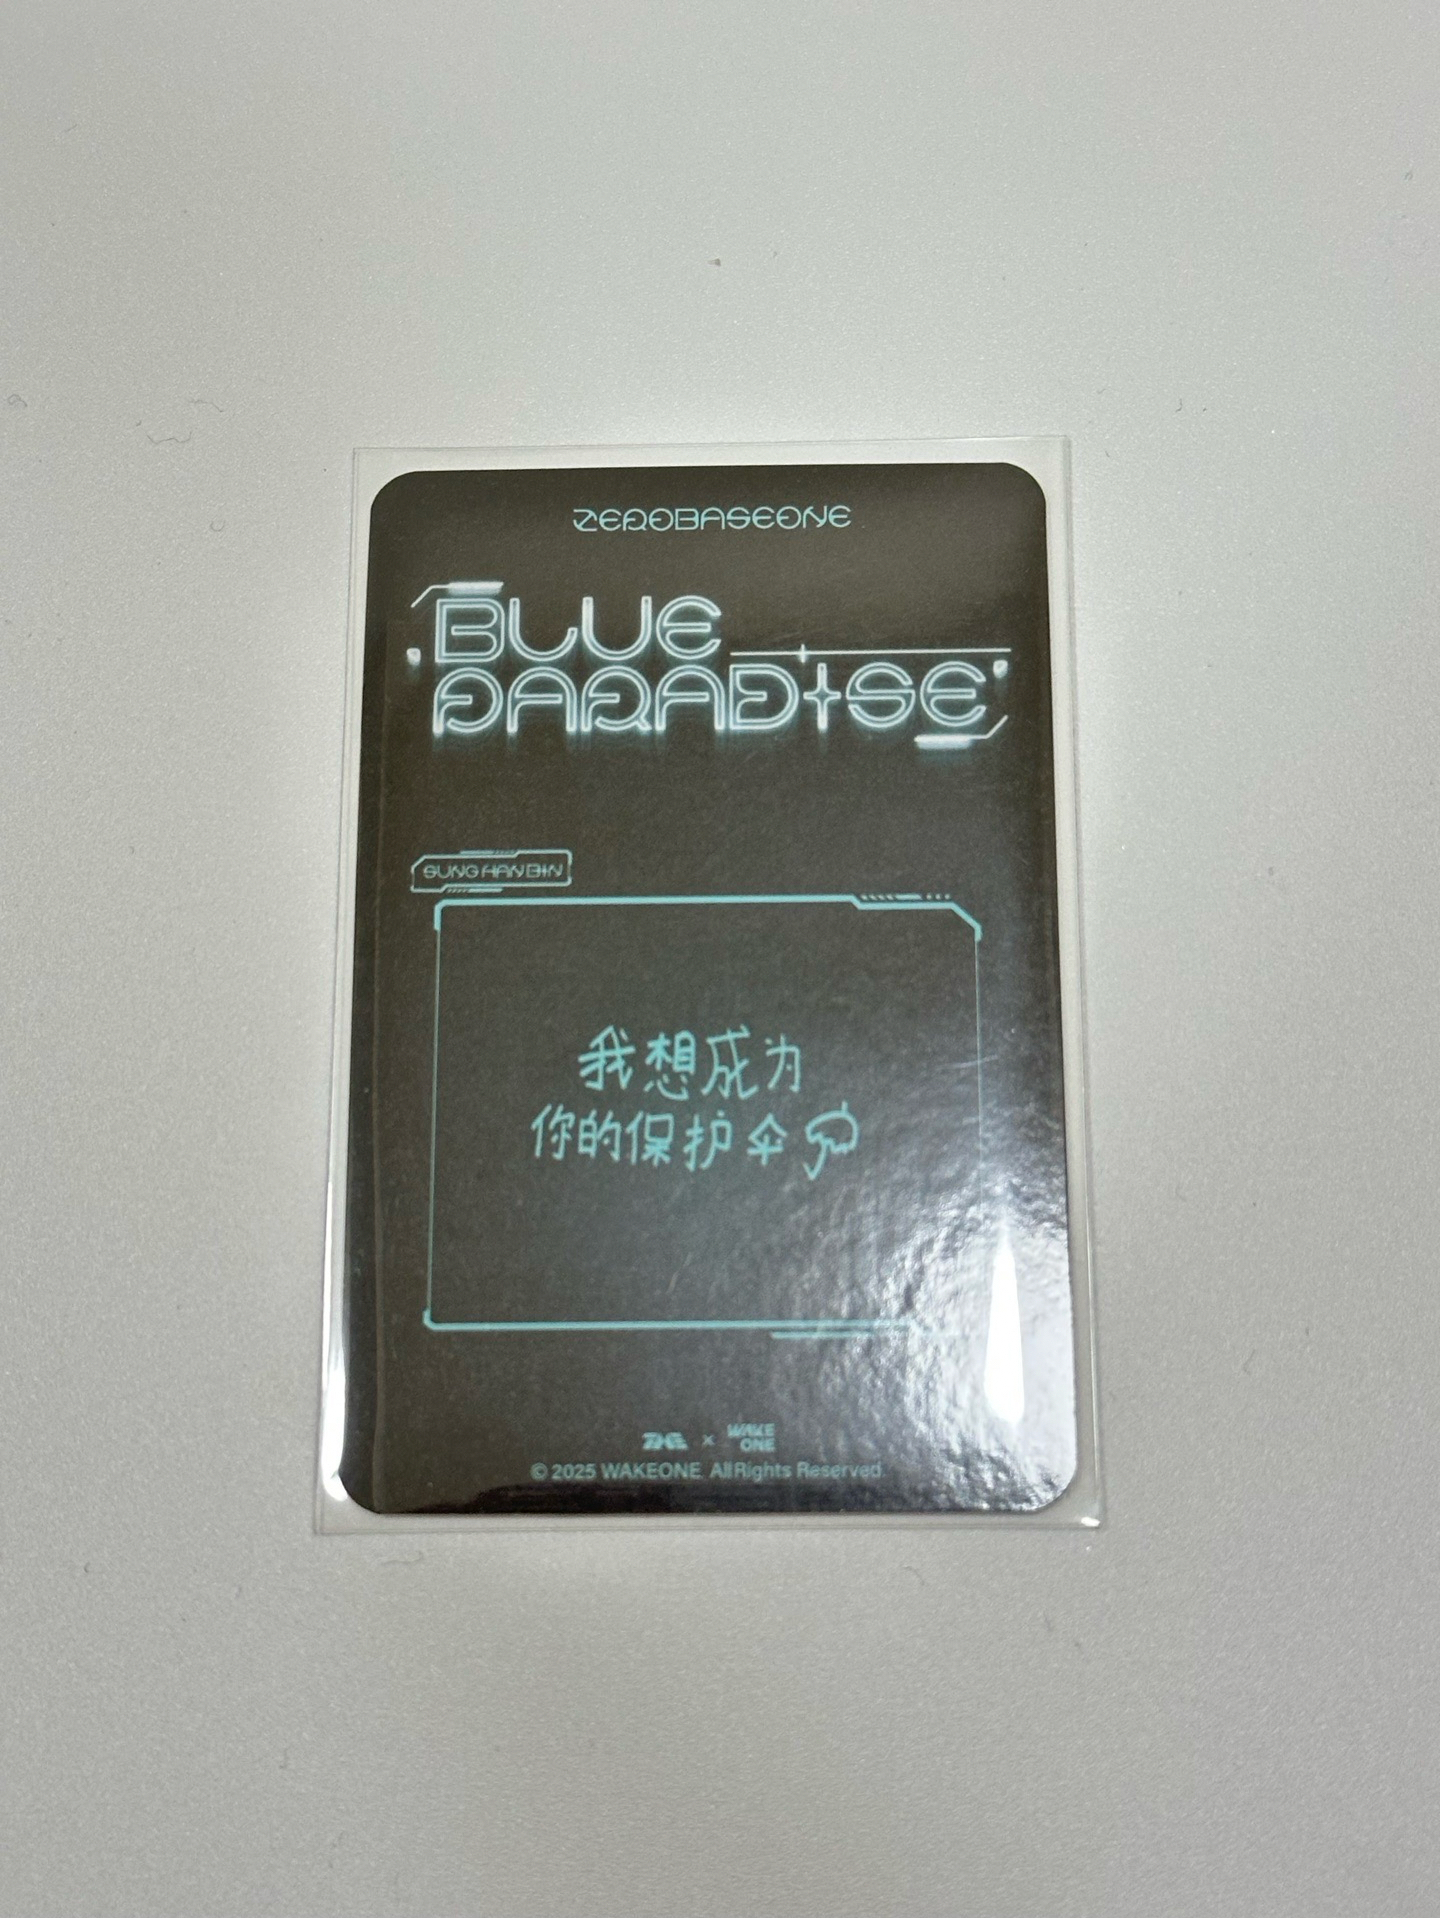 ZEROBASEONE
BLUE
PARADISE
SUNG HAN BIN
我想成为
你的保护伞
× WAKE
ONE
© 2025 WAKEONE. All Rights Reserved.